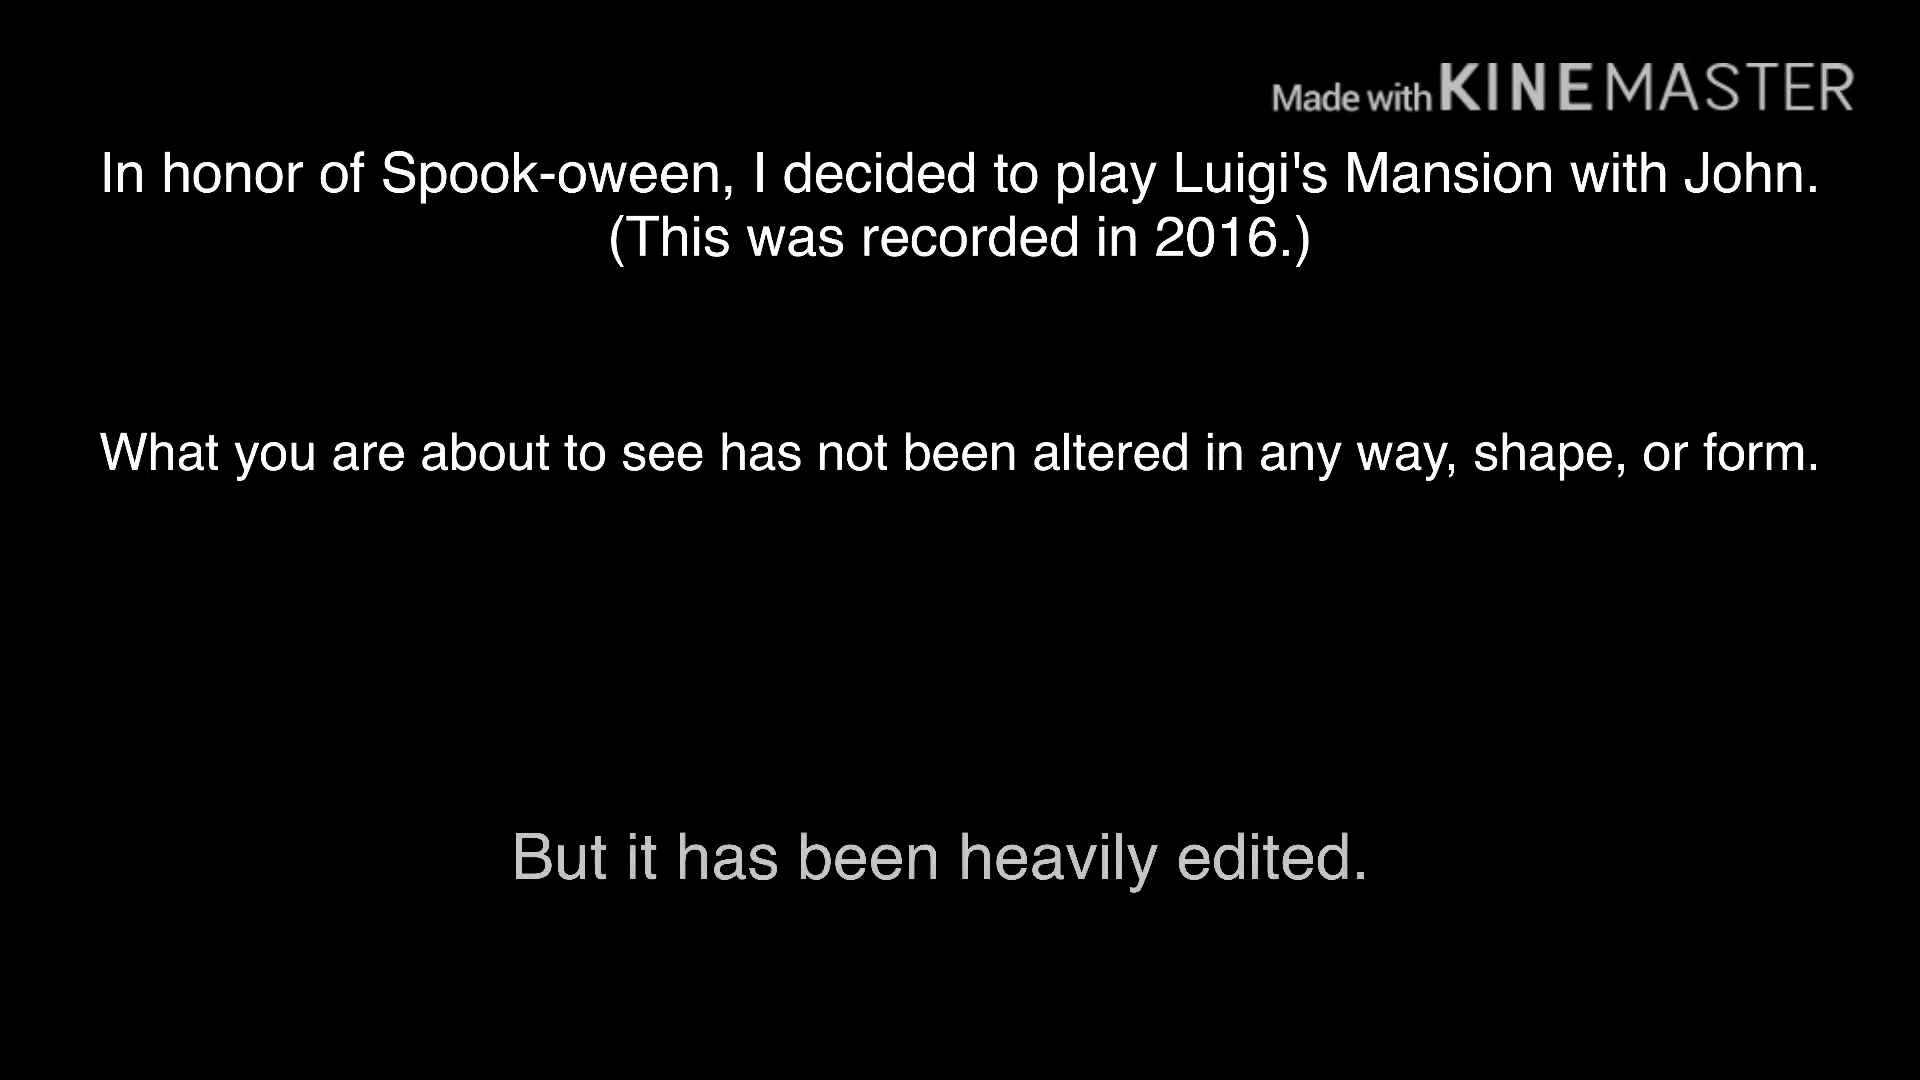 Made with KINEMASTER
In honor of Spook-oween, I decided to play Luigi's Mansion with John.
(This was recorded in 2016.)
What you are about to see has not been altered in any way, shape, or form.
But it has been heavily edited.